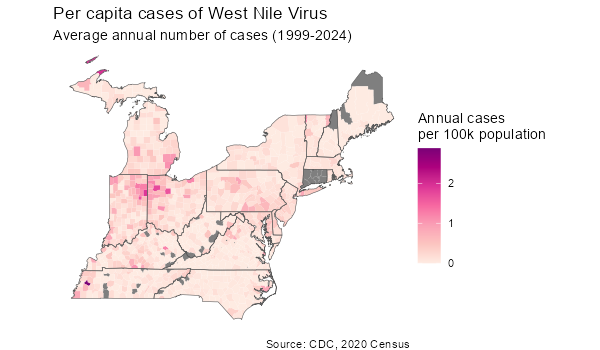 Per capita cases of West Nile Virus
Average annual number of cases (1999-2024)
Annual cases
per 100k population
2
1
0
Source: CDC, 2020 Census